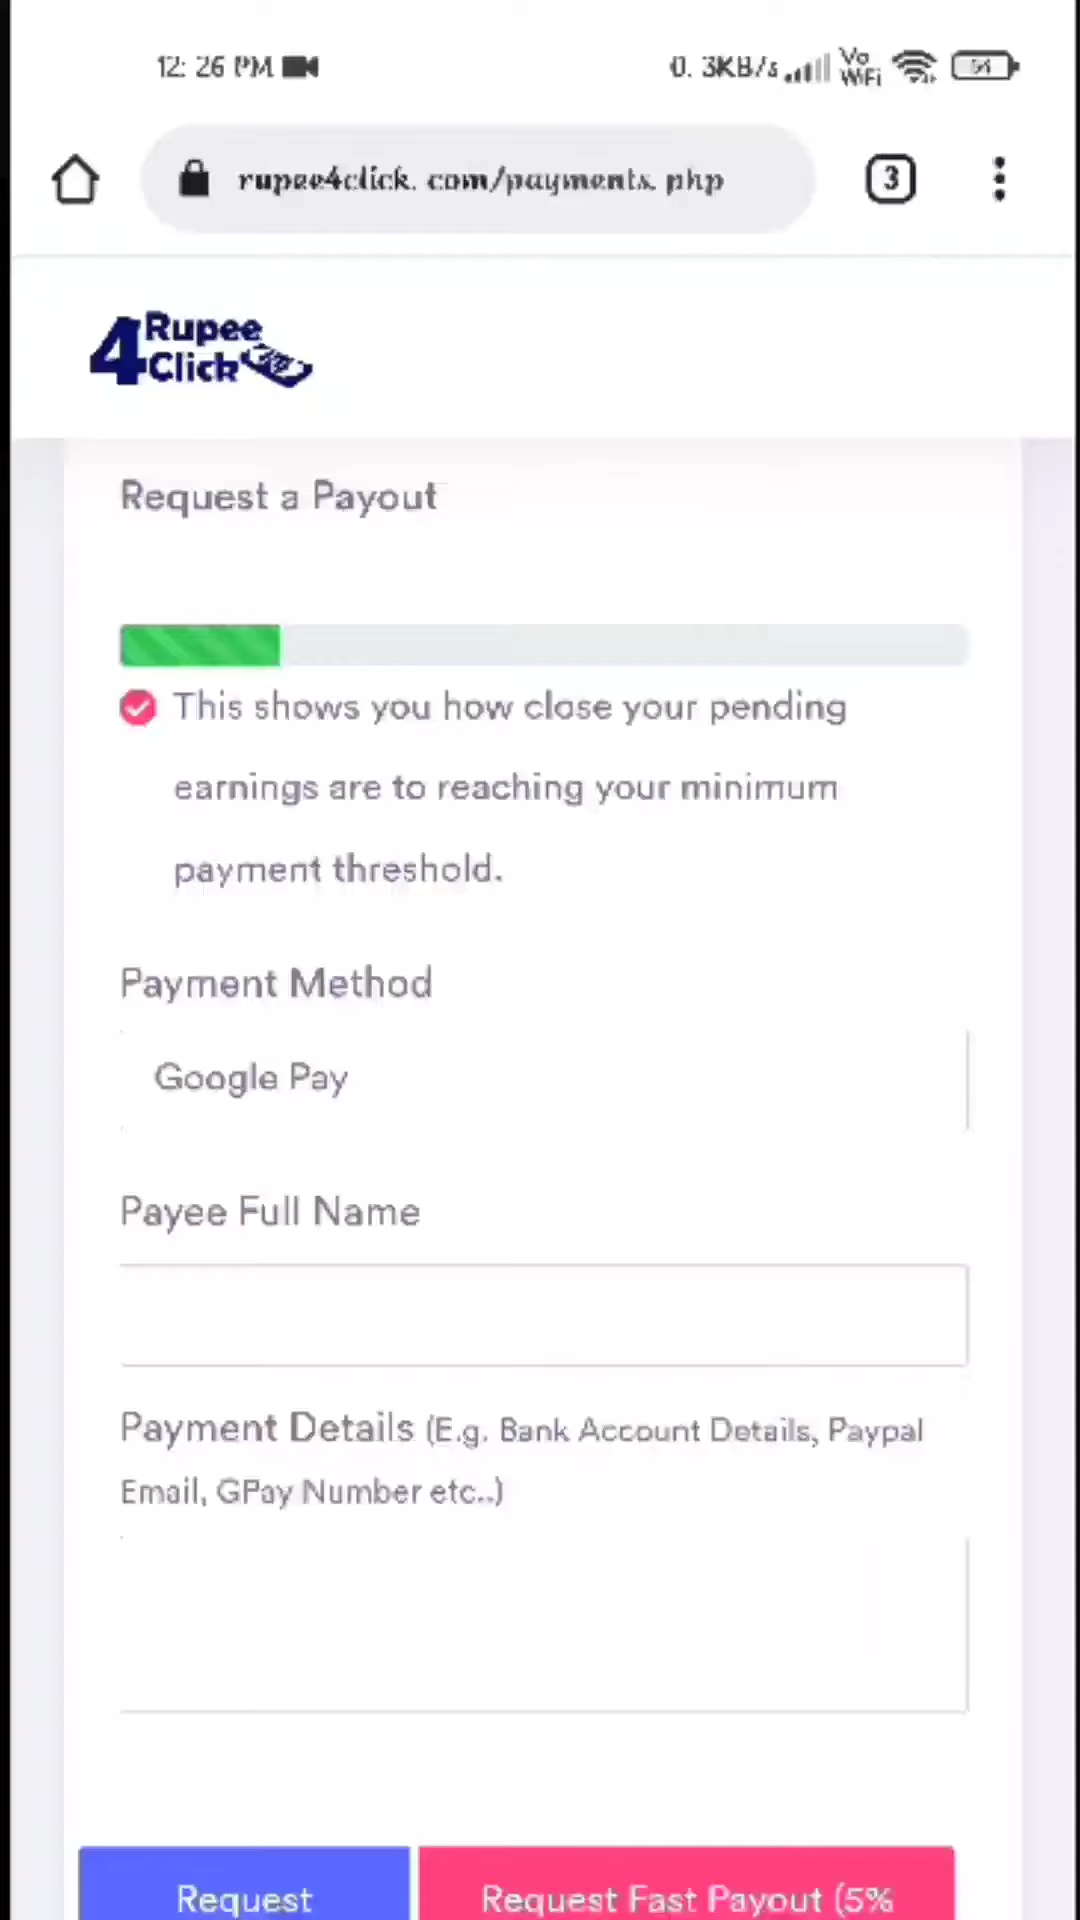 12: 26 PM
0. 3KB/s Vo WiFi 54
rupee4click. com/payments. php
3
4 Rupee
Click
Request a Payout
This shows you how close your pending
earnings are to reaching your minimum
payment threshold.
Payment Method
Google Pay
Payee Full Name
Payment Details (E.g. Bank Account Details, Paypal
Email, GPay Number etc..)
Request
Request Fast Payout (5%